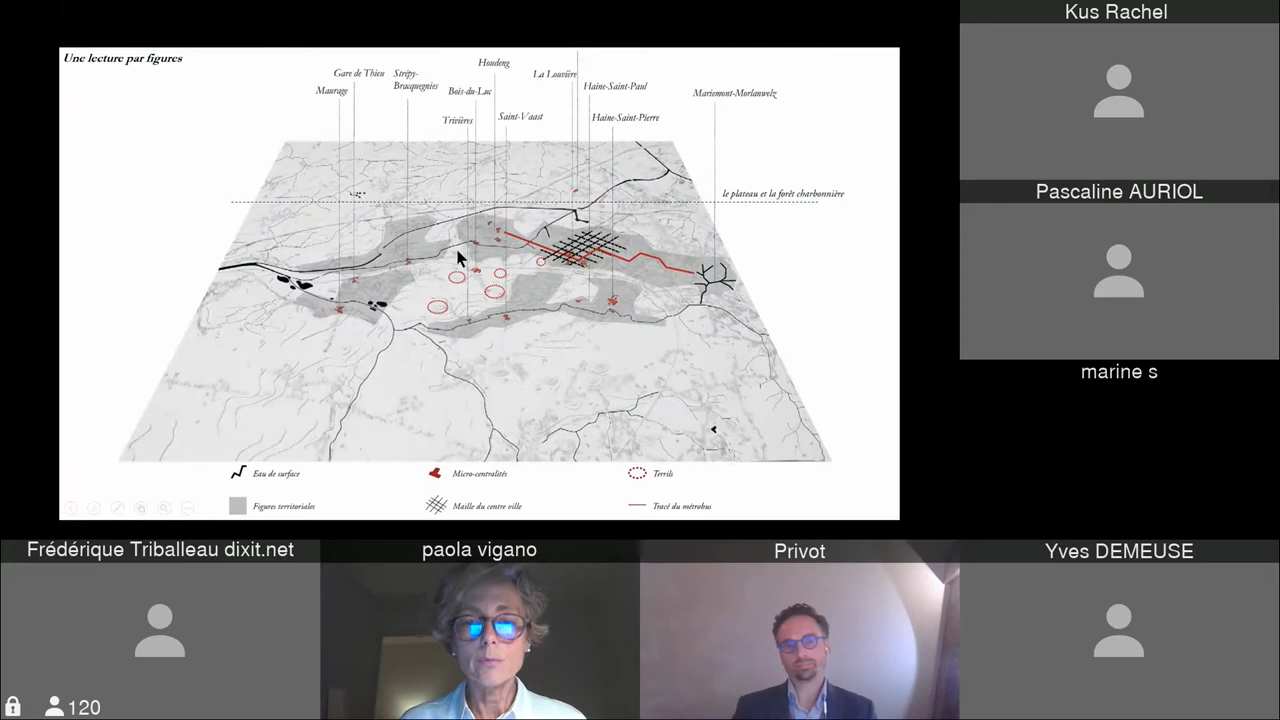 Kus Rachel
Une lecture par figures
Houdeng
Gare de Thieu
Strépy-
Bracquegnies
La Louvière
Maurage
Bois-du-Luc
Haine-Saint-Paul
Mariemont-Morlanwelz
Trivières
Saint-Vaast
Haine-Saint-Pierre
Pascaline AURIOL
le plateau et la forêt charbonnière
marine s
Eau de surface
Micro-centralités
Terrils
Figures territoriales
Maille du centre ville
Tracé du métrobus
Frédérique Triballeau dixit.net
paola vigano
Privot
Yves DEMEUSE
120